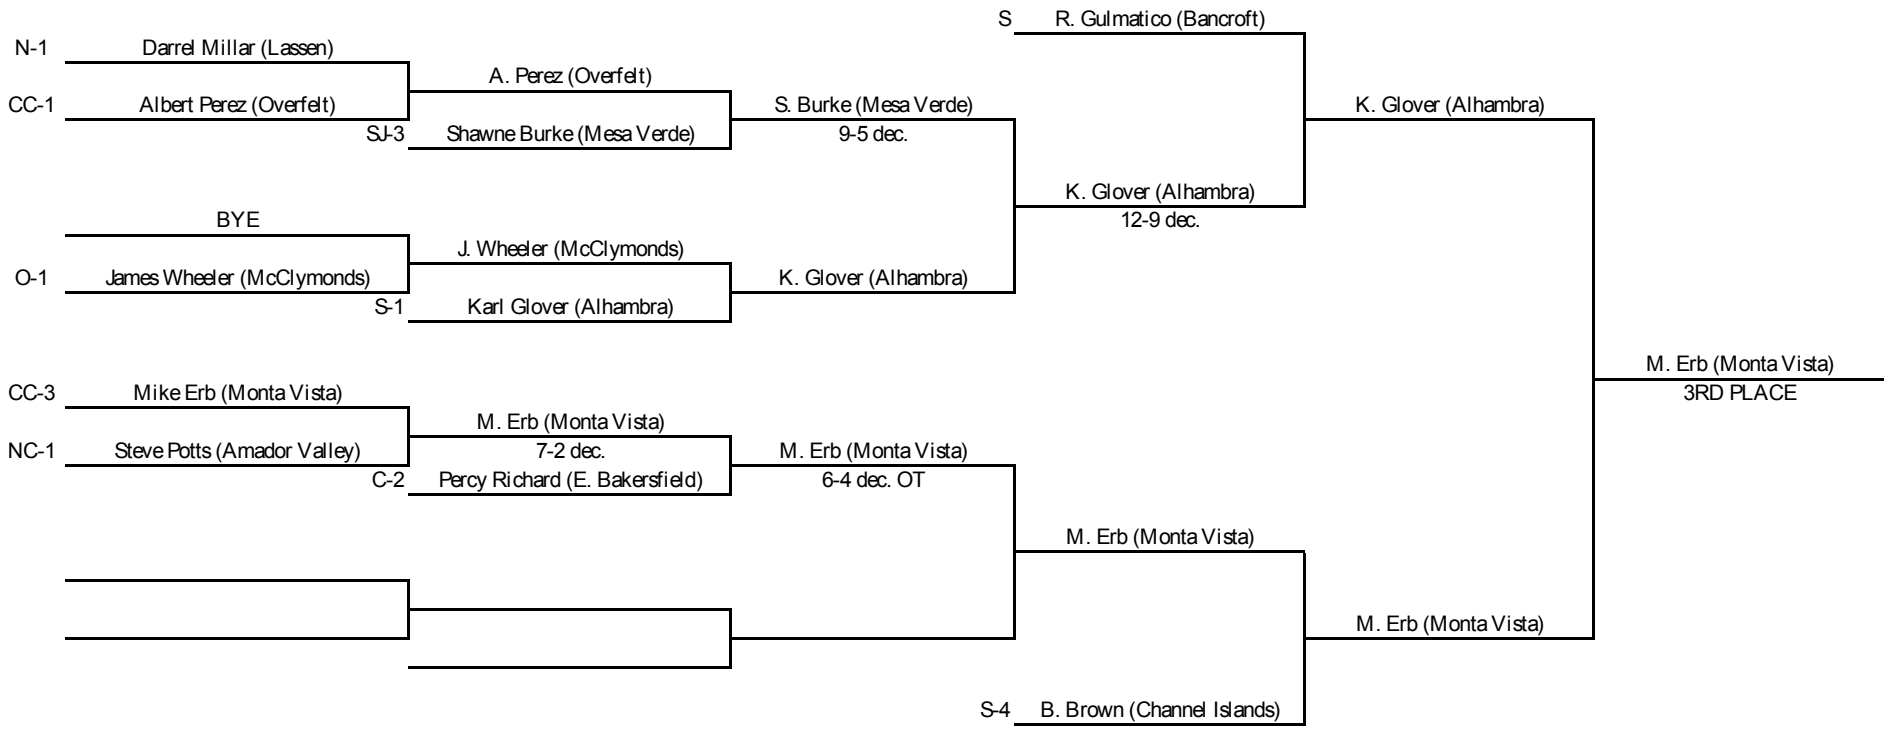 S R. Gulmatico (Bancroft)
N-1 Darrel Millar (Lassen)
A. Perez (Overfelt)
CC-1 Albert Perez (Overfelt)
S. Burke (Mesa Verde)
K. Glover (Alhambra)
SJ-3 Shawne Burke (Mesa Verde)
9-5 dec.
K. Glover (Alhambra)
BYE
12-9 dec.
J. Wheeler (McClymonds)
O-1 James Wheeler (McClymonds)
K. Glover (Alhambra)
S-1 Karl Glover (Alhambra)
M. Erb (Monta Vista)
CC-3 Mike Erb (Monta Vista)
3RD PLACE
M. Erb (Monta Vista)
NC-1 Steve Potts (Amador Valley)
7-2 dec.
M. Erb (Monta Vista)
C-2 Percy Richard (E. Bakersfield)
6-4 dec. OT
M. Erb (Monta Vista)
M. Erb (Monta Vista)
S-4 B. Brown (Channel Islands)